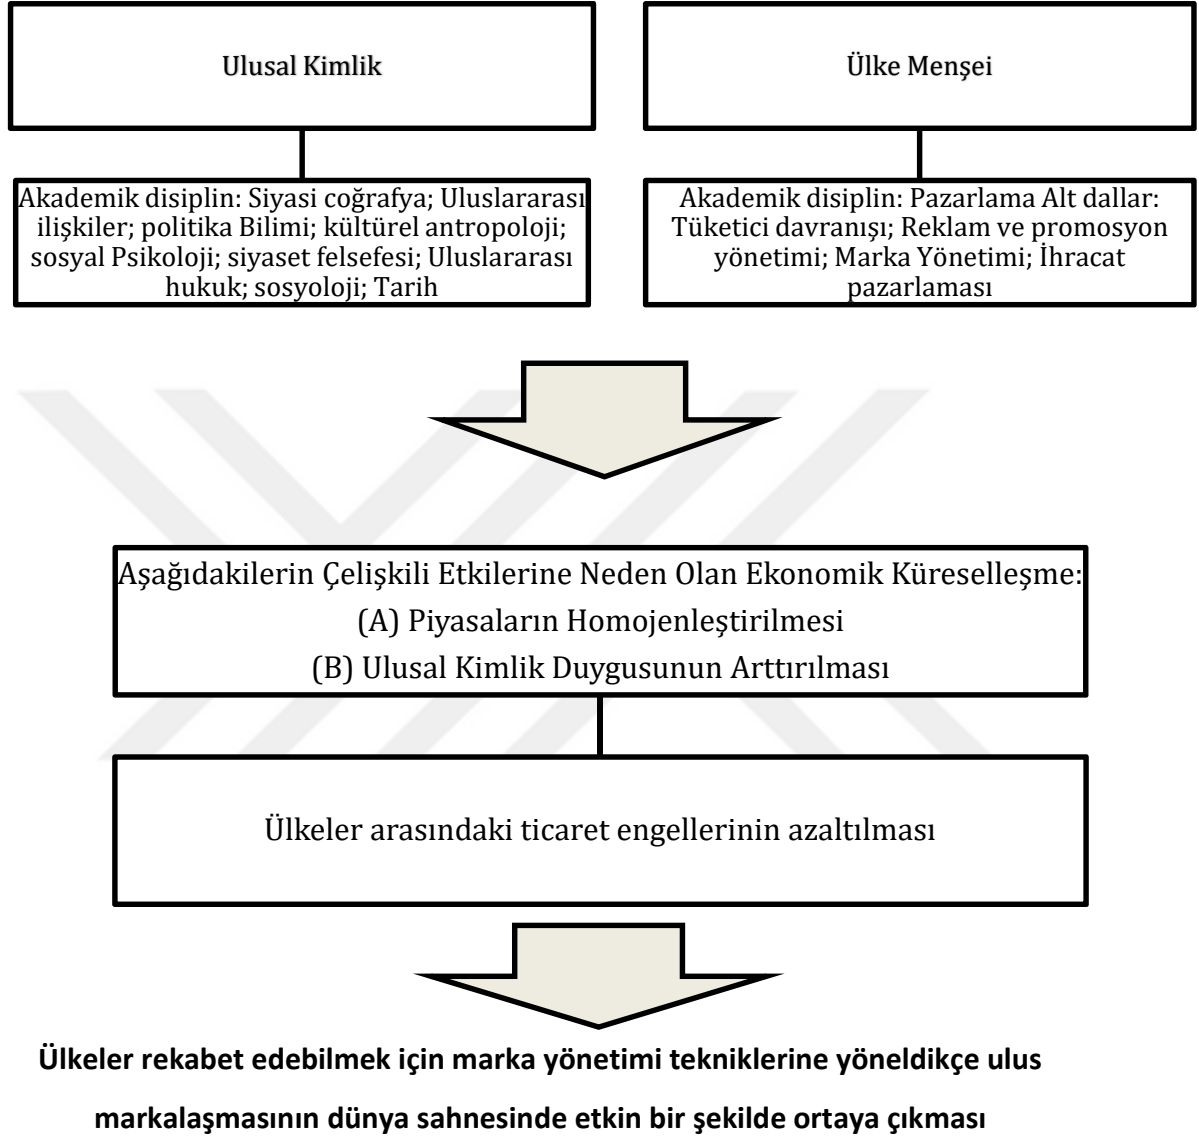 Ulusal Kimlik
Akademik disiplin: Siyasi coğrafya; Uluslararası
ilişkiler; politika Bilimi; kültürel antropoloji;
sosyal Psikoloji; siyaset felsefesi; Uluslararası
hukuk; sosyoloji; Tarih
Ülke Menşei
Akademik disiplin: Pazarlama Alt dallar:
Tüketici davranışı; Reklam ve promosyon
yönetimi; Marka Yönetimi; İhracat
pazarlaması
Aşağıdakilerin Çelişkili Etkilerine Neden Olan Ekonomik Küreselleşme:
(A) Piyasaların Homojenleştirilmesi
(B) Ulusal Kimlik Duygusunun Arttırılması
Ülkeler arasındaki ticaret engellerinin azaltılması
Ülkeler rekabet edebilmek için marka yönetimi tekniklerine yöneldikçe ulus
markalaşmasının dünya sahnesinde etkin bir şekilde ortaya çıkması